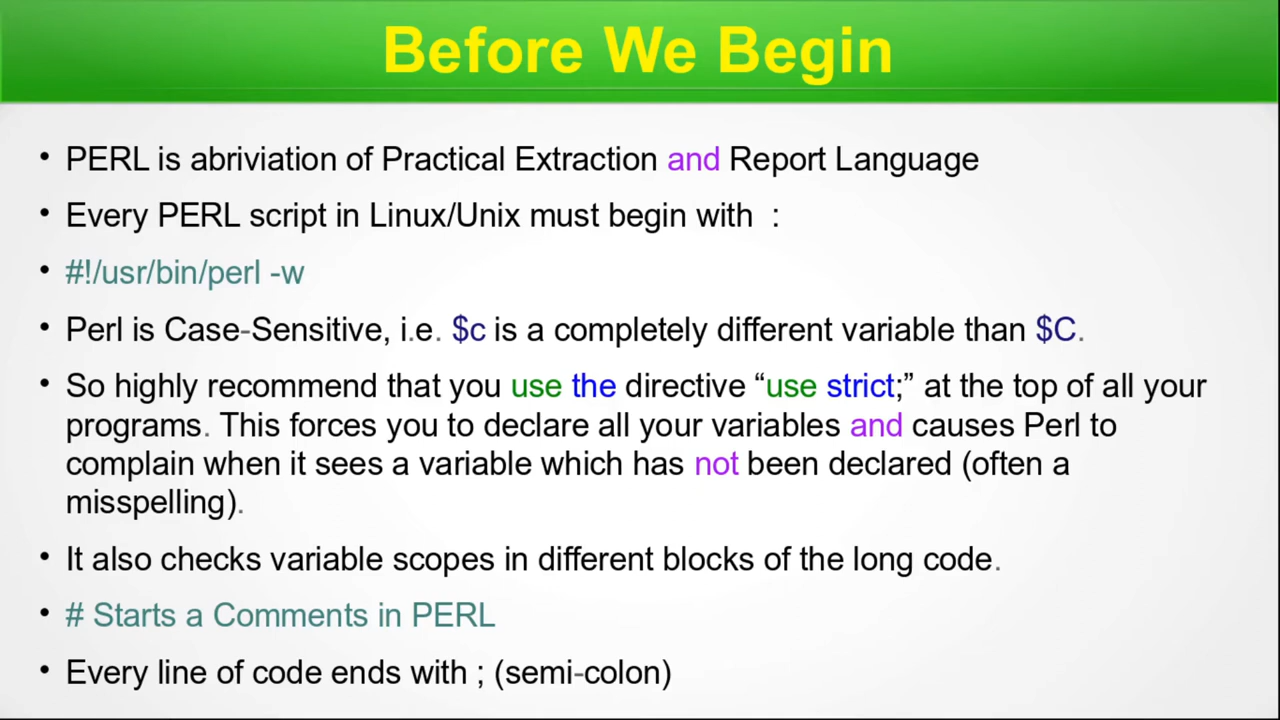 Before We Begin
• PERL is abriviation of Practical Extraction and Report Language
• Every PERL script in Linux/Unix must begin with :
• #!/usr/bin/perl -w
• Perl is Case-Sensitive, i.e. $c is a completely different variable than $C.
• So highly recommend that you use the directive “use strict;” at the top of all your
programs. This forces you to declare all your variables and causes Perl to
complain when it sees a variable which has not been declared (often a
misspelling).
• It also checks variable scopes in different blocks of the long code.
• # Starts a Comments in PERL
• Every line of code ends with ; (semi-colon)